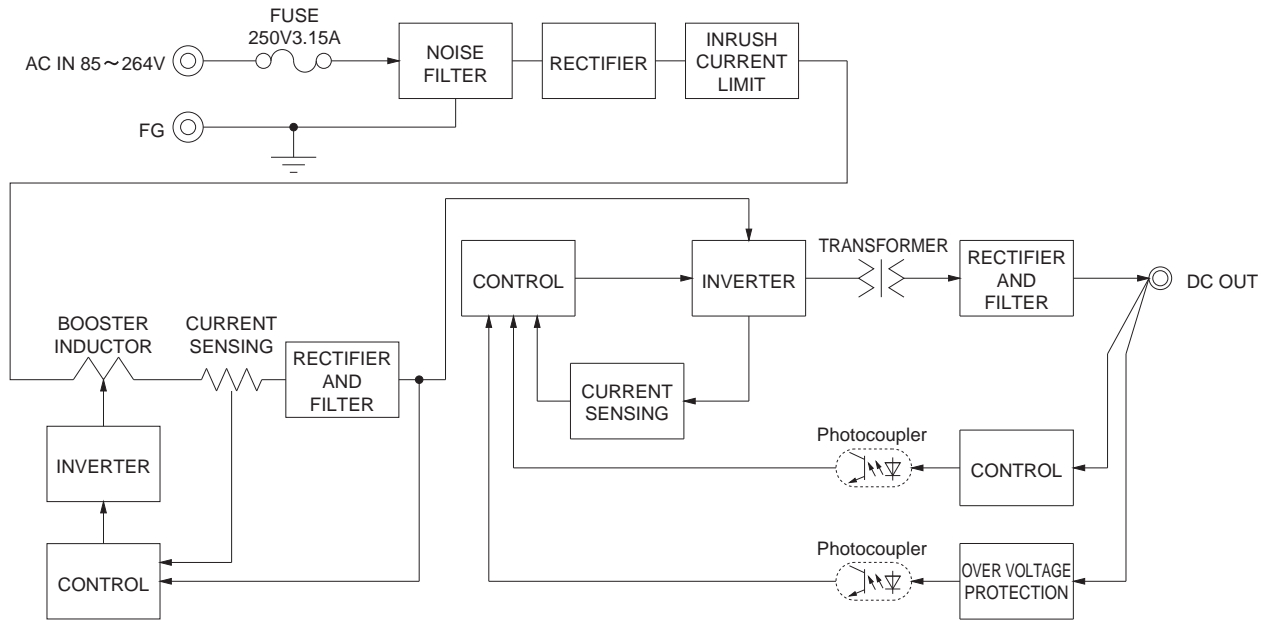 FUSE
250V3.15A
AC IN 85～264V
NOISE
FILTER
RECTIFIER
INRUSH
CURRENT
LIMIT
FG
CONTROL
INVERTER
TRANSFORMER
RECTIFIER
AND
FILTER
DC OUT
BOOSTER
INDUCTOR
CURRENT
SENSING
RECTIFIER
AND
FILTER
CURRENT
SENSING
INVERTER
Photocoupler
CONTROL
CONTROL
Photocoupler
OVER VOLTAGE
PROTECTION